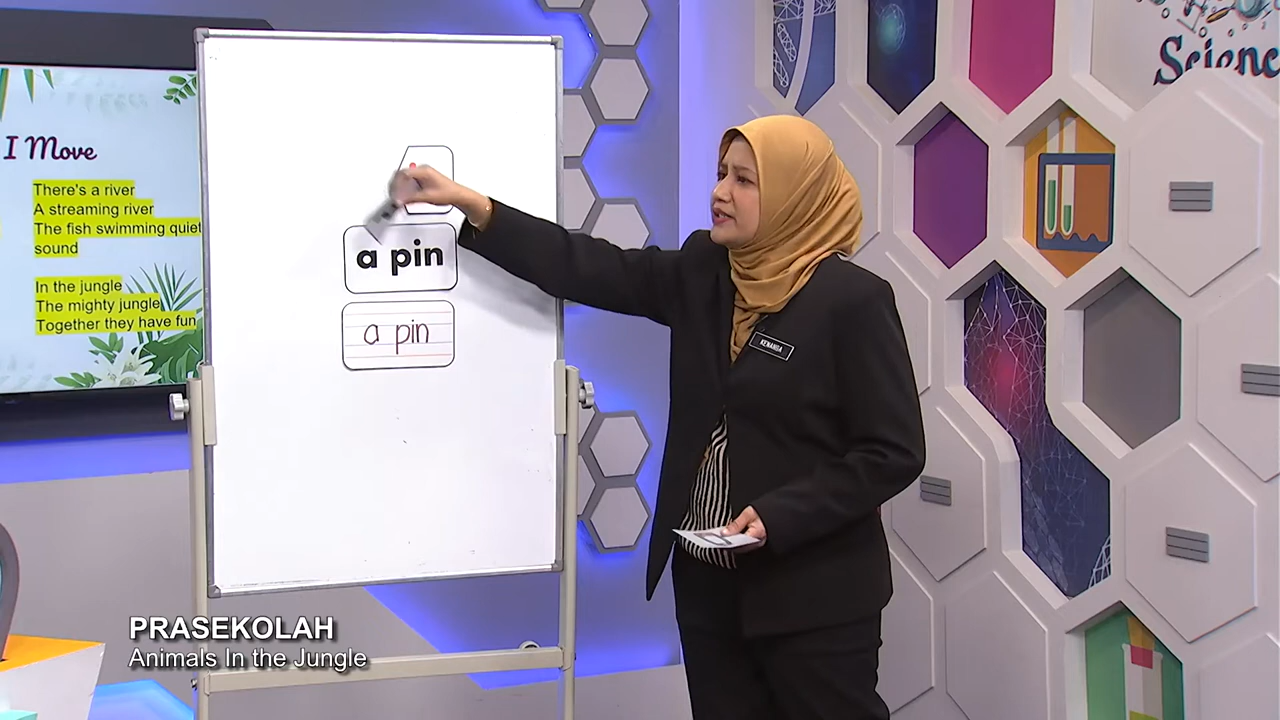 I Move
There's a river
A streaming river
The fish swimming quiet
sound
In the jungle
The mighty jungle
Together they have fun
a pin
a pin
KENANGA
Science
PRASEKOLAH
Animals In the Jungle